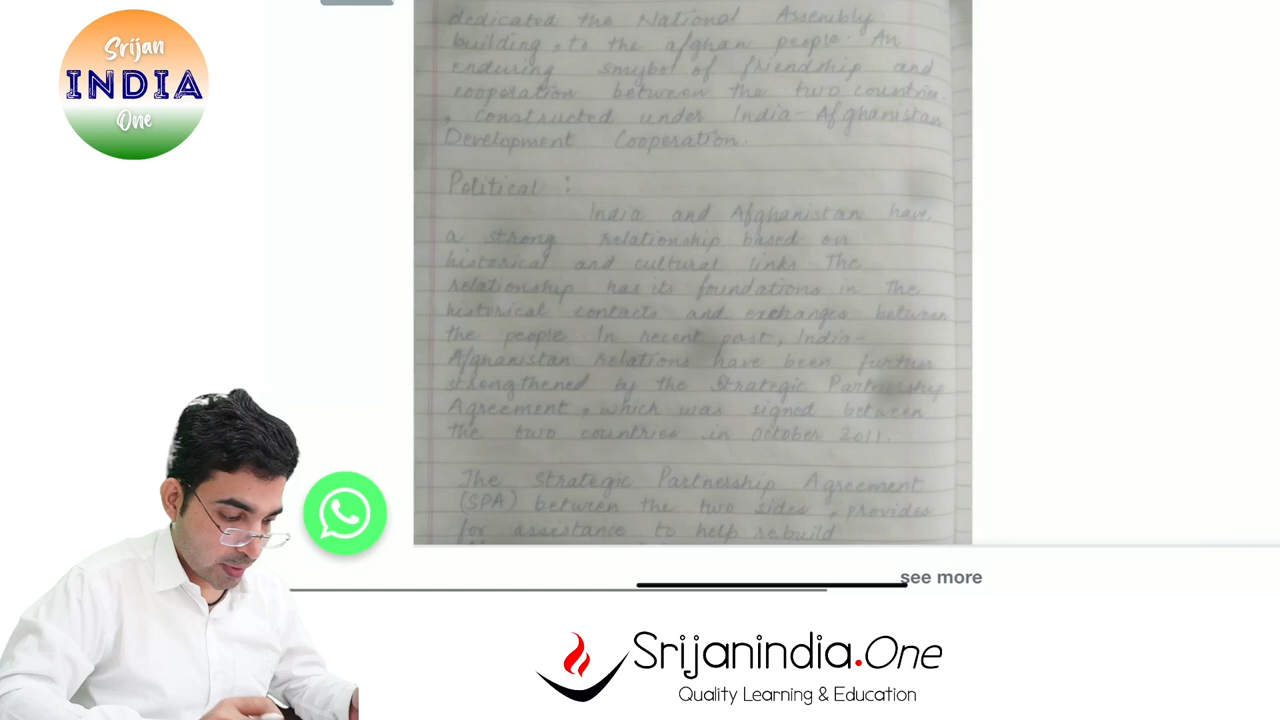 Srijan
INDIA
One
dedicated the National Assembly
building, to the afghan people. An
enduring smybol of friendship and
cooperation between the two countries.
, constructed under India-Afghanistan
Development Cooperation.
Political :
India and Afghanistan have
a strong relationship based on
historical and cultural links. The
relationship has its foundations in the
historical contacts and exchanges between
the people. In recent past, India-
Afghanistan relations have been further
strengthened by the Strategic Partnership
Agreement, which was signed between
the two countries in October 2011.
The Strategic Partnership Agreement
(SPA) between the two sides, provides
for assistance to help rebuild
see more
Srijanindia.One
Quality Learning & Education